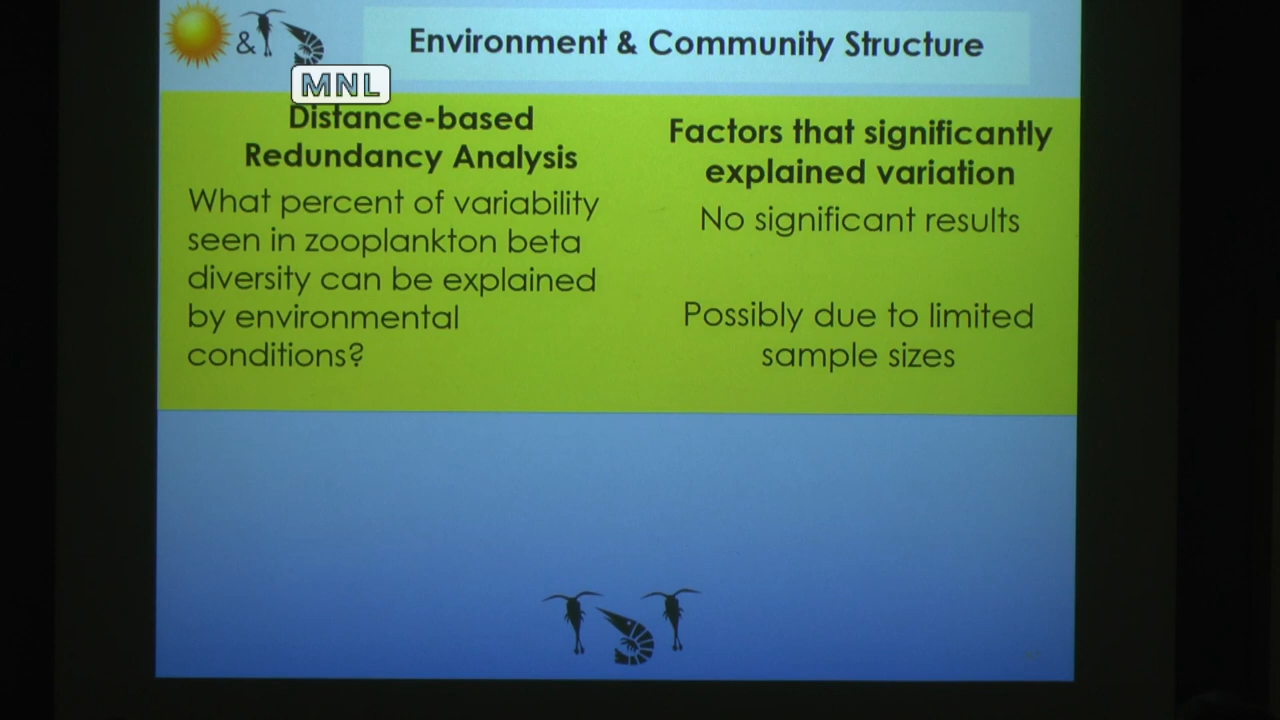 &
Environment & Community Structure
MNL
Distance-based
Redundancy Analysis
What percent of variability
seen in zooplankton beta
diversity can be explained
by environmental
conditions?
Factors that significantly
explained variation
No significant results
Possibly due to limited
sample sizes